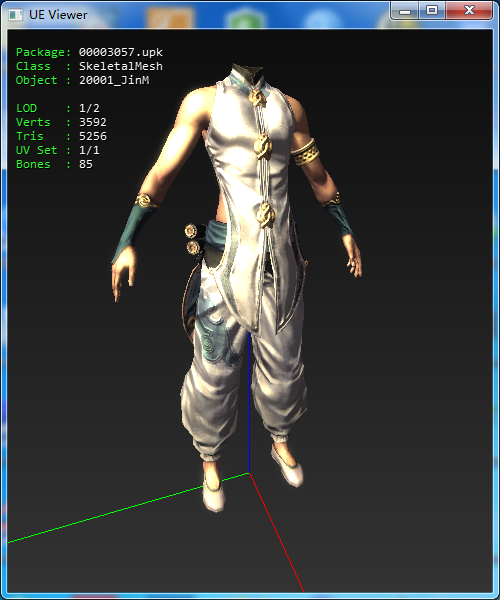 UE Viewer
Package: 00003057.upk
Class : SkeletalMesh
Object : 20001_JinM
LOD : 1/2
Verts : 3592
Tris : 5256
UV Set : 1/1
Bones : 85